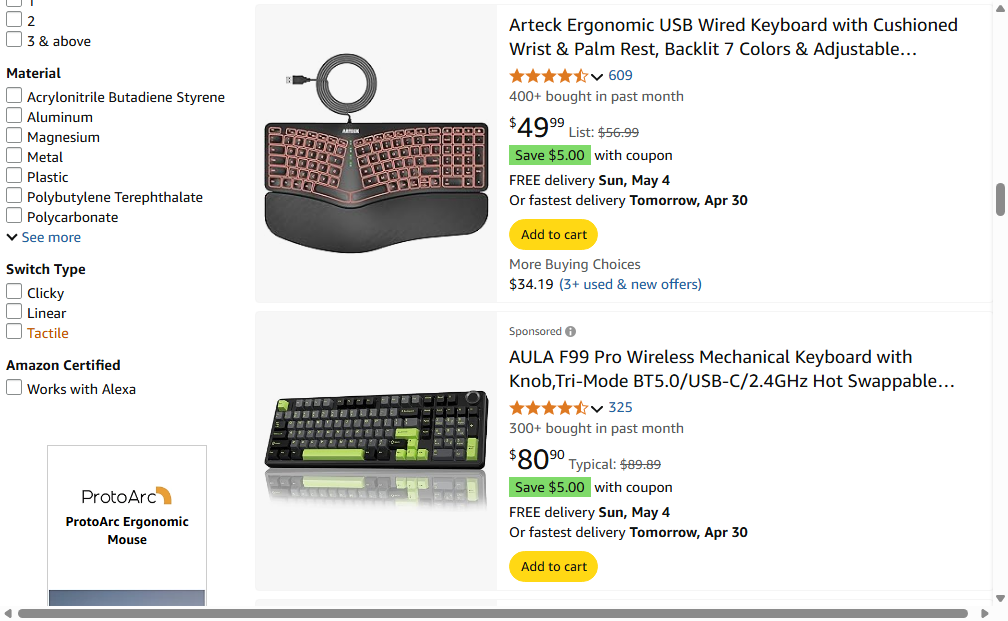 1
2
3 & above
Material
Acrylonitrile Butadiene Styrene
Aluminum
Magnesium
Metal
Plastic
Polybutylene Terephthalate
Polycarbonate
See more
Switch Type
Clicky
Linear
Tactile
Amazon Certified
Works with Alexa
ProtoArc
ProtoArc Ergonomic
Mouse
ARTECK
Arteck Ergonomic USB Wired Keyboard with Cushioned
Wrist & Palm Rest, Backlit 7 Colors & Adjustable…
609
400+ bought in past month
$49.99 List: $56.99
Save $5.00 with coupon
FREE delivery Sun, May 4
Or fastest delivery Tomorrow, Apr 30
Add to cart
More Buying Choices
$34.19 (3+ used & new offers)
Sponsored
AULA F99 Pro Wireless Mechanical Keyboard with
Knob,Tri-Mode BT5.0/USB-C/2.4GHz Hot Swappable…
325
300+ bought in past month
$80.90 Typical: $89.89
Save $5.00 with coupon
FREE delivery Sun, May 4
Or fastest delivery Tomorrow, Apr 30
Add to cart